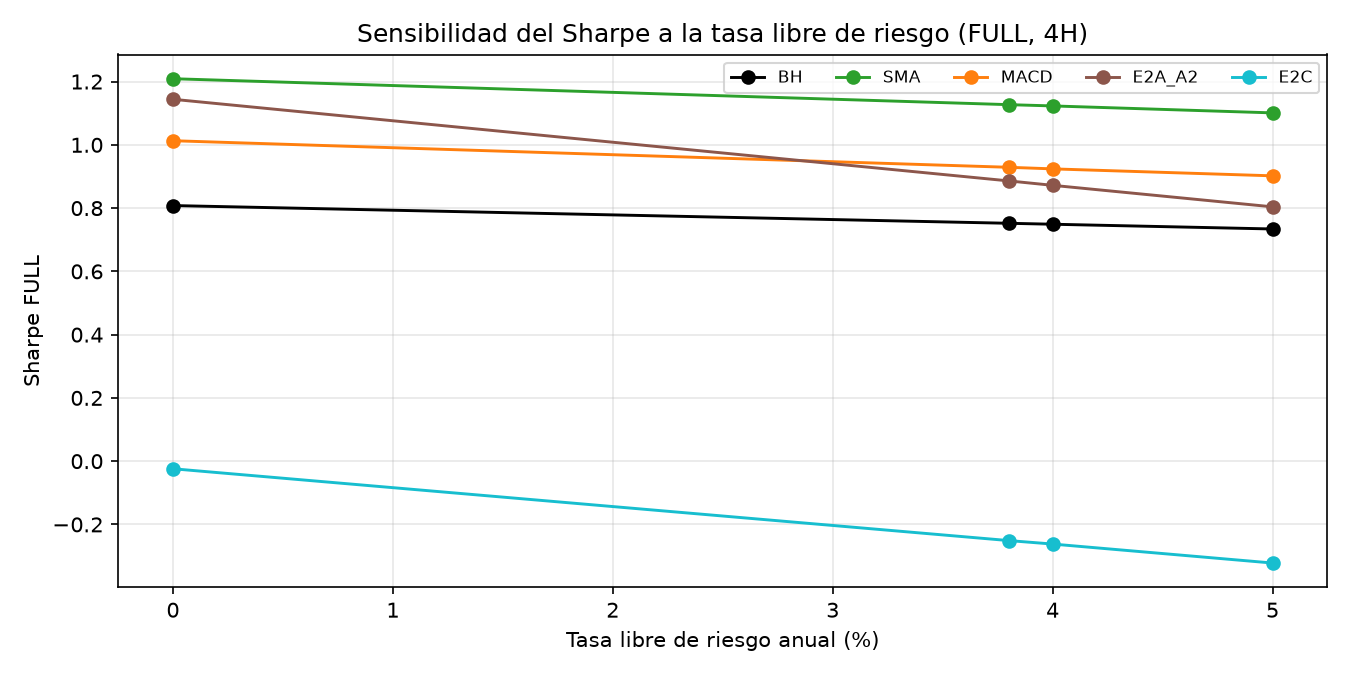 Sensibilidad del Sharpe a la tasa libre de riesgo (FULL, 4H)
BH SMA MACD E2A_A2 E2C
1.2
1.0
0.8
0.6
0.4
0.2
0.0
−0.2
Sharpe FULL
0 1 2 3 4 5
Tasa libre de riesgo anual (%)